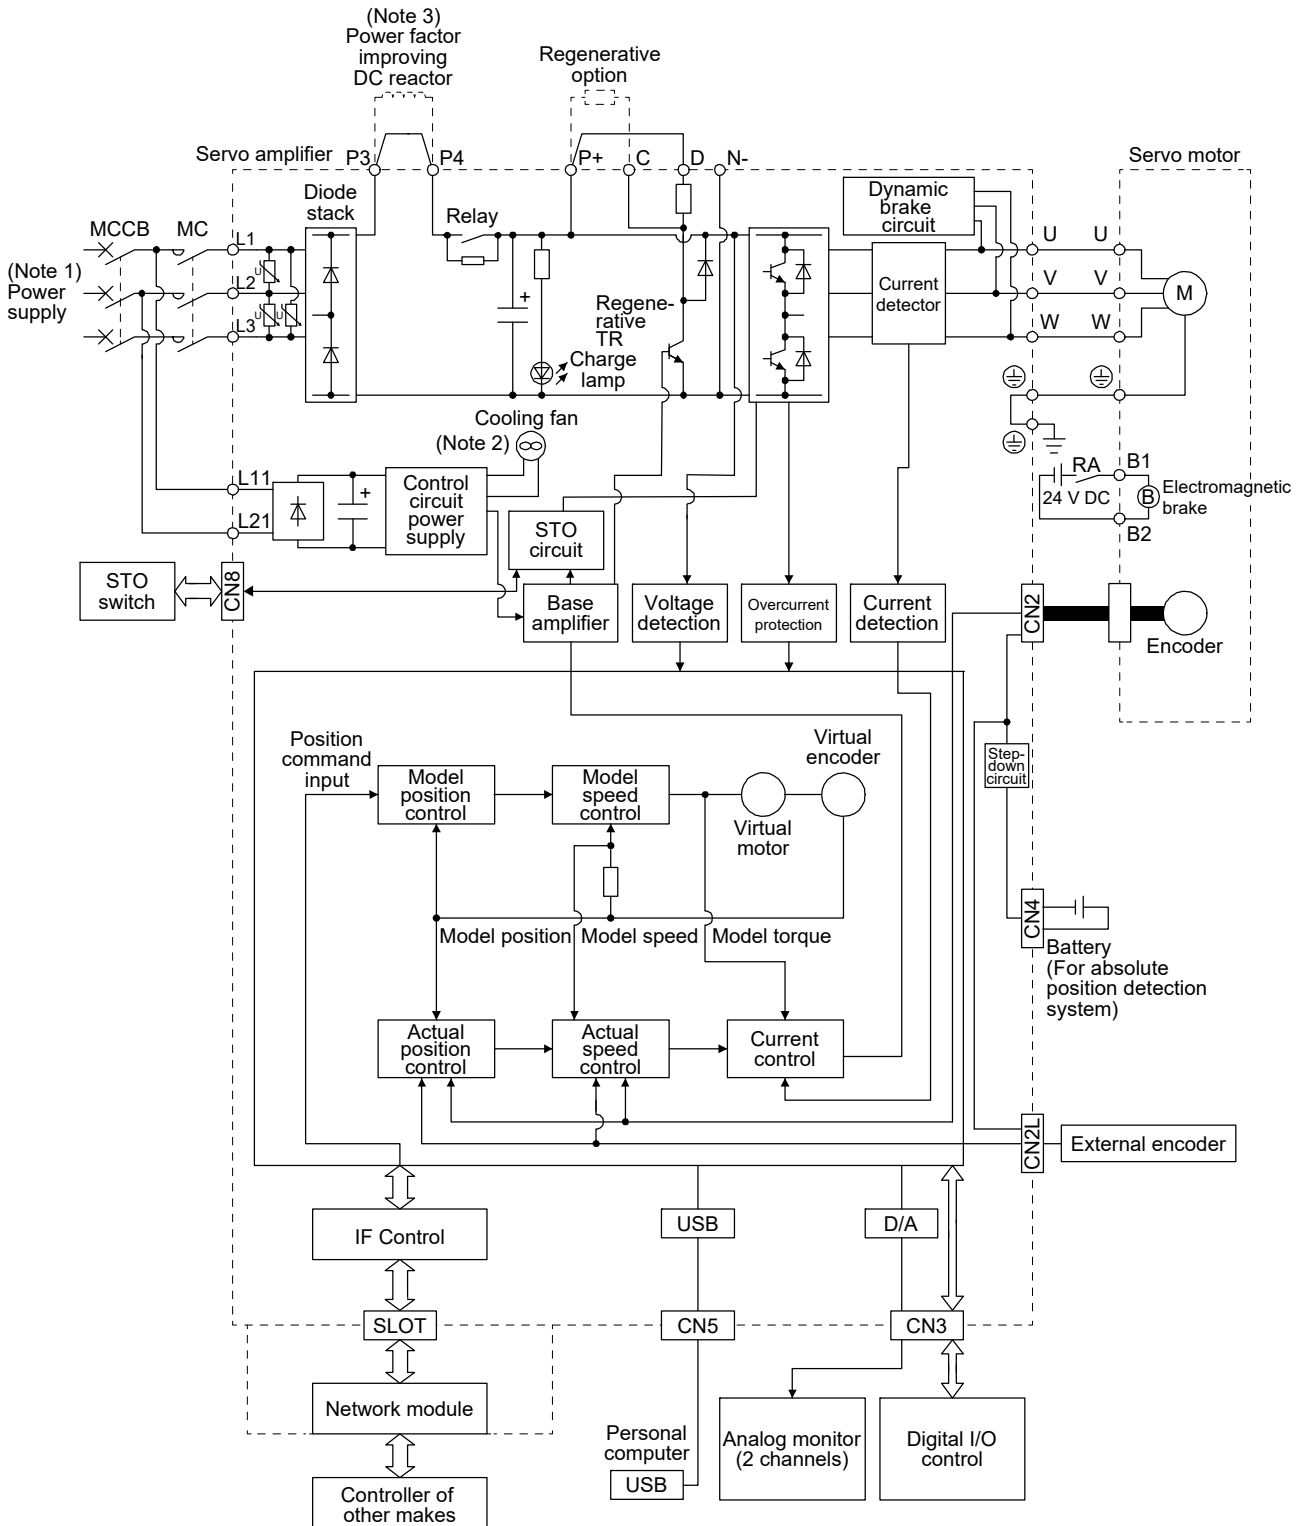 (Note 3)
Power factor
improving
DC reactor
Regenerative
option
Servo amplifier
P3
P4
P+
C
D
N-
Servo motor
Diode
stack
Dynamic
brake
circuit
MCCB
MC
L1
Relay
U
U
(Note 1)
Power
supply
U
L2
+
Current
detector
V
V
M
U
U
L3
Regene-
rative
TR
W
W
Charge
lamp
Cooling fan
(Note 2)
L11
+
Control
circuit
power
supply
RA
B1
24 V DC
B
Electromagnetic
brake
L21
STO
circuit
B2
STO
switch
CN8
Base
amplifier
Voltage
detection
Overcurrent
protection
Current
detection
CN2
Encoder
Position
command
input
Virtual
encoder
Step-
down
circuit
Model
position
control
Model
speed
control
Virtual
motor
CN4
Model position
Model speed
Model torque
Battery
(For absolute
position detection
system)
Actual
position
control
Actual
speed
control
Current
control
CN2L
External encoder
IF Control
USB
D/A
SLOT
CN5
CN3
Network module
Personal
computer
USB
Analog monitor
(2 channels)
Digital I/O
control
Controller of
other makes